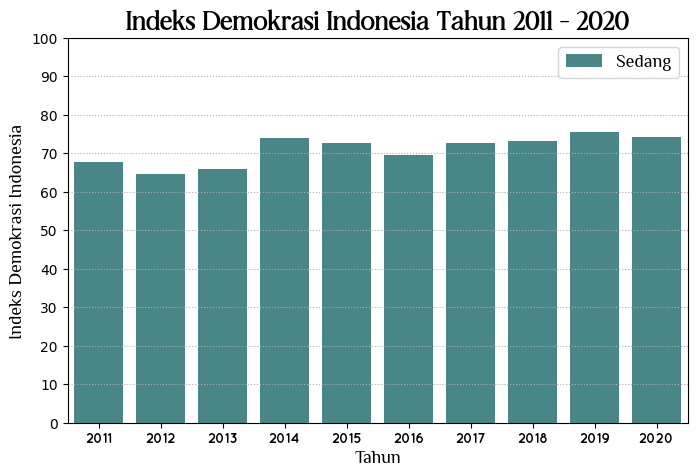 Indeks Demokrasi Indonesia Tahun 2011 - 2020
Sedang
Indeks Demokrasi Indonesia
100
90
80
70
60
50
40
30
20
10
0
2011 2012 2013 2014 2015 2016 2017 2018 2019 2020
Tahun